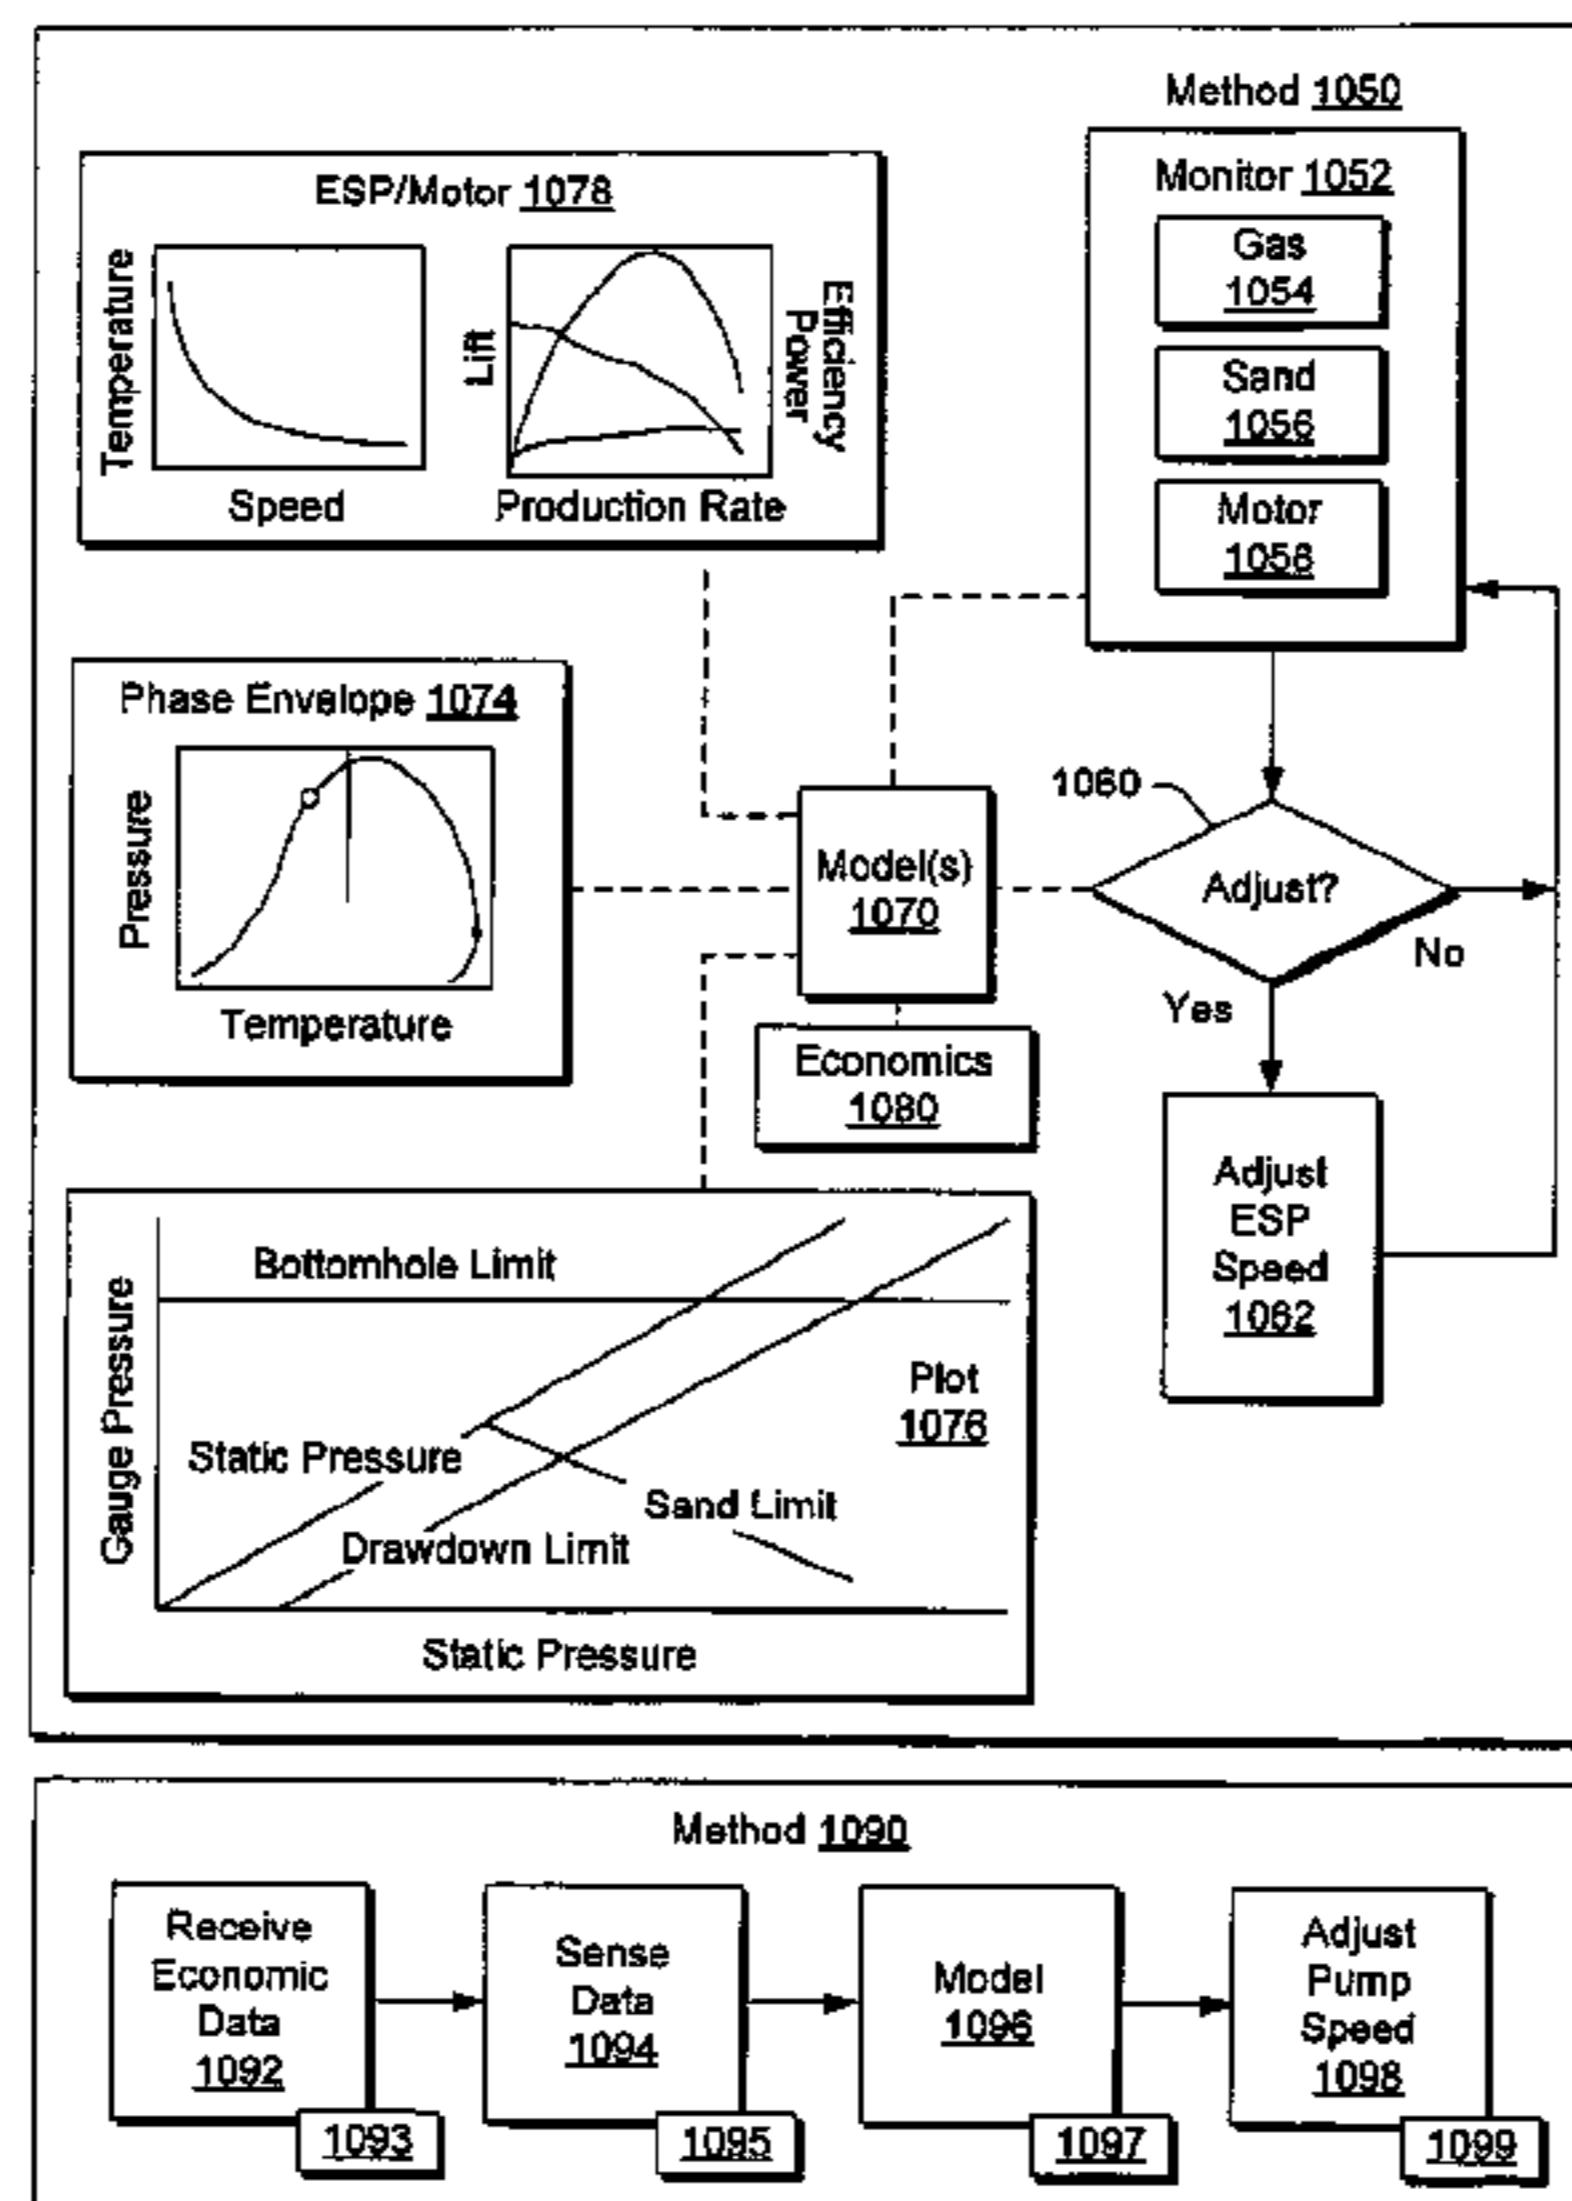 Method 1050
Monitor 1052
Gas
1054
Sand
1056
Motor
1058
ESP/Motor 1078
Temperature
Speed
Lift
Production Rate
Efficiency
Power
Phase Envelope 1074
Pressure
Temperature
Model(s)
1070
1060
Adjust?
No
Yes
Economics
1080
Adjust
ESP
Speed
1062
Bottomhole Limit
Gauge Pressure
Plot
1076
Static Pressure
Sand Limit
Drawdown Limit
Static Pressure
Method 1090
Receive
Economic
Data
1092
1093
Sense
Data
1094
1095
Model
1096
1097
Adjust
Pump
Speed
1098
1099